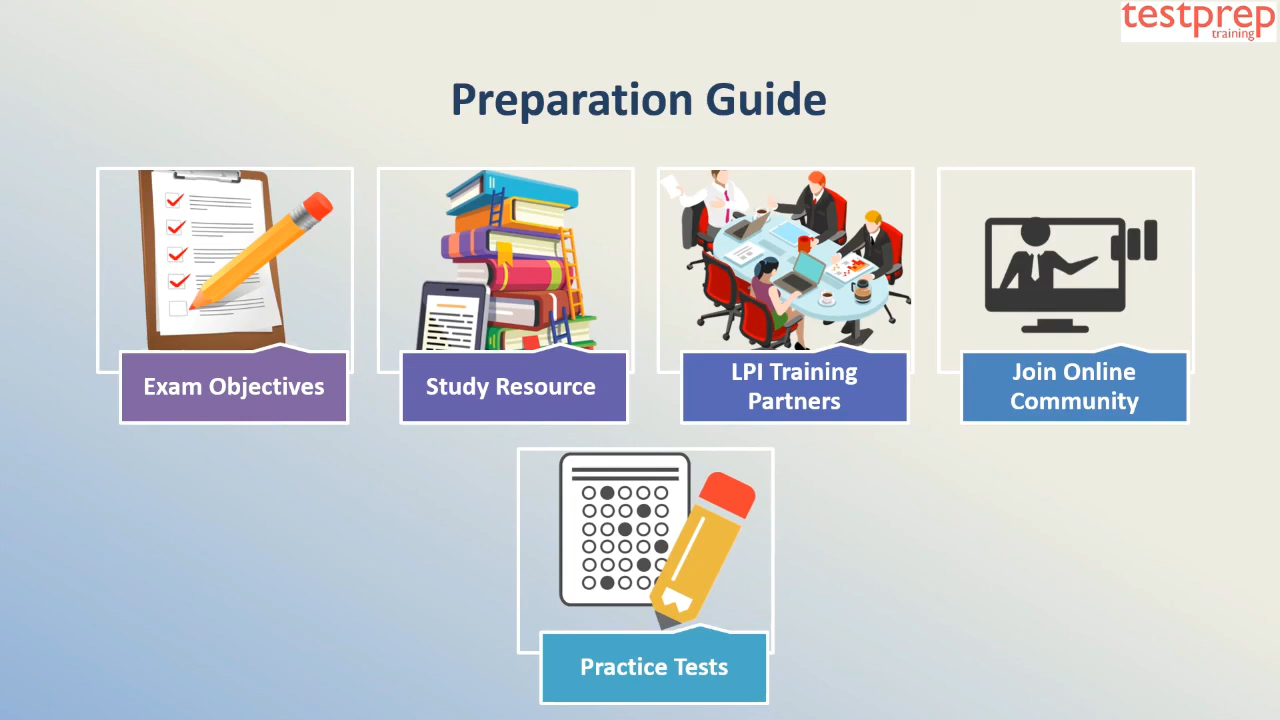 testprep
training
Preparation Guide
Exam Objectives
Study Resource
LPI Training
Partners
Join Online
Community
Practice Tests